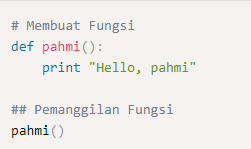 # Membuat Fungsi
def pahmi():
    print "Hello, pahmi"

## Pemanggilan Fungsi
pahmi()